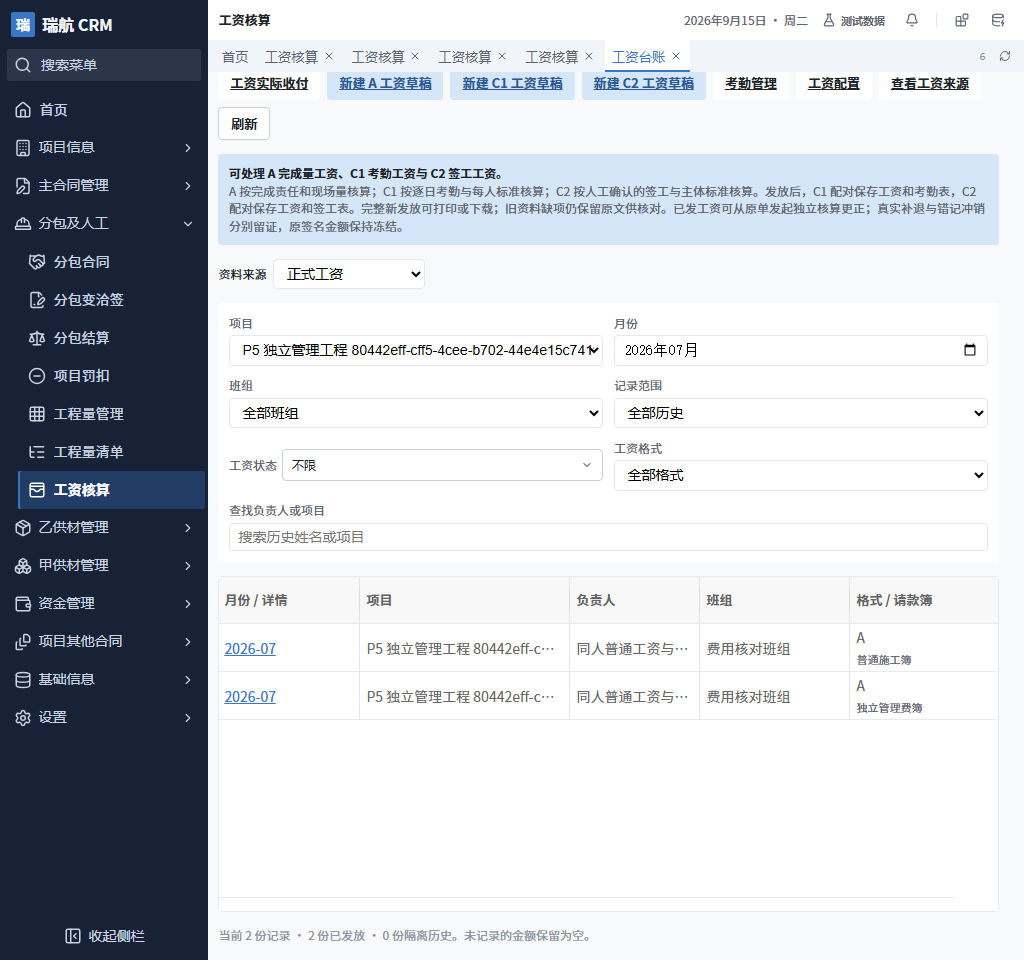 瑞 瑞航 CRM
搜索菜单
首页
项目信息
主合同管理
分包及人工
分包合同
分包变洽签
分包结算
项目罚扣
工程量管理
工程量清单
工资核算
乙供材管理
甲供材管理
资金管理
项目其他合同
基础信息
设置
收起侧栏
工资核算
2026年9月15日 • 周二 测试数据
首页 工资核算 × 工资核算 × 工资核算 × 工资核算 × 工资台账 × 6
工资实际收付 新建 A 工资草稿 新建 C1 工资草稿 新建 C2 工资草稿 考勤管理 工资配置 查看工资来源
刷新
可处理 A 完成量工资、C1 考勤工资与 C2 签工工资。
A 按完成责任和现场量核算；C1 按逐日考勤与每人标准核算；C2 按人工确认的签工与主体标准核算。发放后，C1 配对保存工资和考勤表，C2
配对保存工资和签工表。完整新发放可打印或下载；旧资料缺项仍保留原文供核对。已发工资可从原单发起独立核算更正；真实补退与错记冲销
分别留证，原签名金额保持冻结。
资料来源 正式工资
项目
P5 独立管理工程 80442eff-cff5-4cee-b702-44e4e15c741
月份
2026年07月
班组
全部班组
记录范围
全部历史
工资状态 不限
工资格式
全部格式
查找负责人或项目
搜索历史姓名或项目
月份 / 详情 项目 负责人 班组 格式 / 请款簿
2026-07 P5 独立管理工程 80442eff-c… 同人普通工资与… 费用核对班组 A
普通施工簿
2026-07 P5 独立管理工程 80442eff-c… 同人普通工资与… 费用核对班组 A
独立管理费簿
当前 2 份记录 • 2 份已发放 • 0 份隔离历史。未记录的金额保留为空。